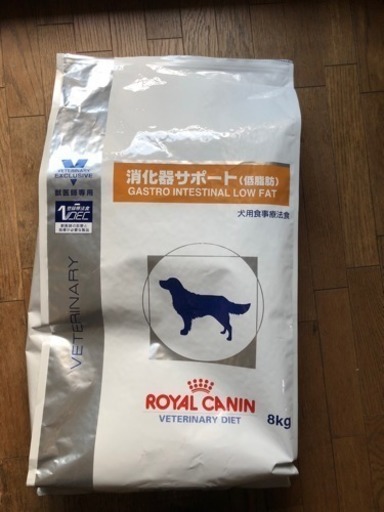 VETERINARY
EXCLUSIVE
獣医師専用
VETERINARY
消化器サポート(低脂肪)
GASTRO INTESTINAL LOW FAT
犬用食事療法食
ROYAL CANIN
VETERINARY DIET
8kg